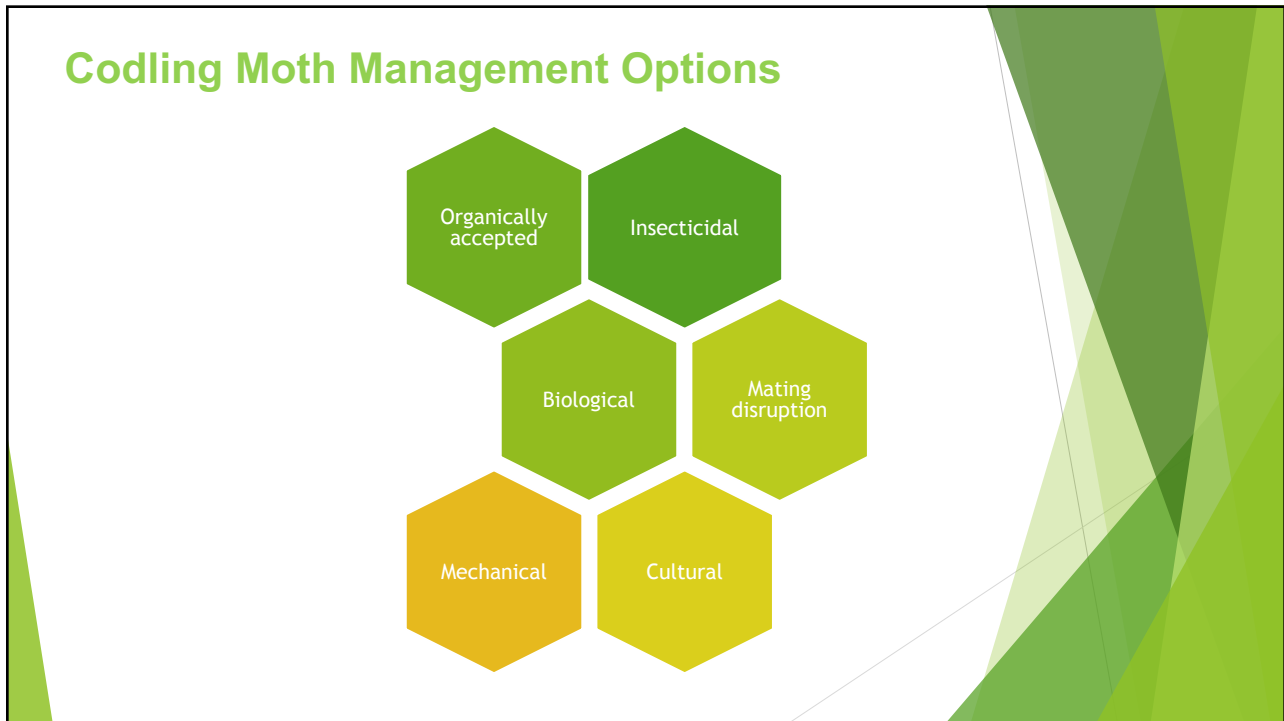 Codling Moth Management Options
Organically
accepted
Insecticidal
Biological
Mating
disruption
Mechanical
Cultural